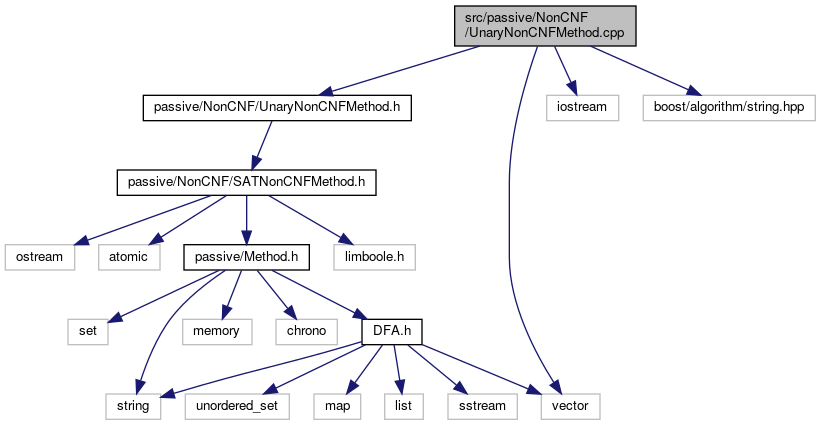 src/passive/NonCNF
/UnaryNonCNFMethod.cpp
passive/NonCNF/UnaryNonCNFMethod.h
iostream
boost/algorithm/string.hpp
passive/NonCNF/SATNonCNFMethod.h
ostream
atomic
passive/Method.h
limboole.h
set
memory
chrono
DFA.h
string
unordered_set
map
list
sstream
vector